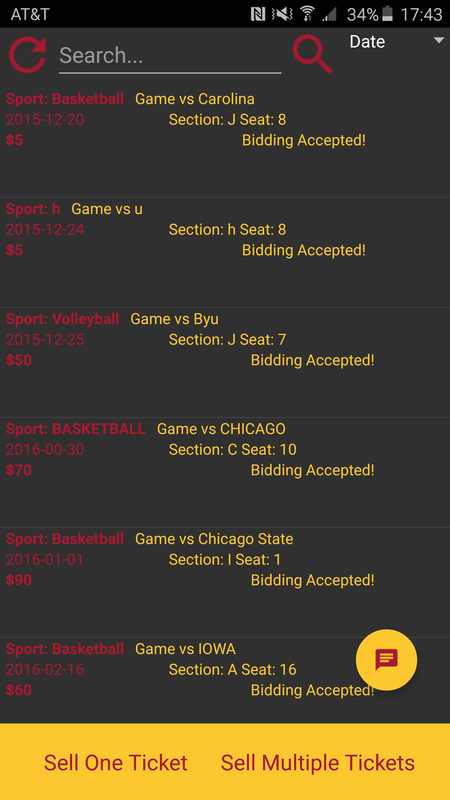 AT&T 34% 17:43
Search... Date
Sport: Basketball Game vs Carolina
2015-12-20 Section: J Seat: 8
$5 Bidding Accepted!
Sport: h Game vs u
2015-12-24 Section: h Seat: 8
$5 Bidding Accepted!
Sport: Volleyball Game vs Byu
2015-12-25 Section: J Seat: 7
$50 Bidding Accepted!
Sport: BASKETBALL Game vs CHICAGO
2016-00-30 Section: C Seat: 10
$70 Bidding Accepted!
Sport: Basketball Game vs Chicago State
2016-01-01 Section: I Seat: 1
$90 Bidding Accepted!
Sport: Basketball Game vs IOWA
2016-02-16 Section: A Seat: 16
$60 Bidding Accepted!
Sell One Ticket Sell Multiple Tickets